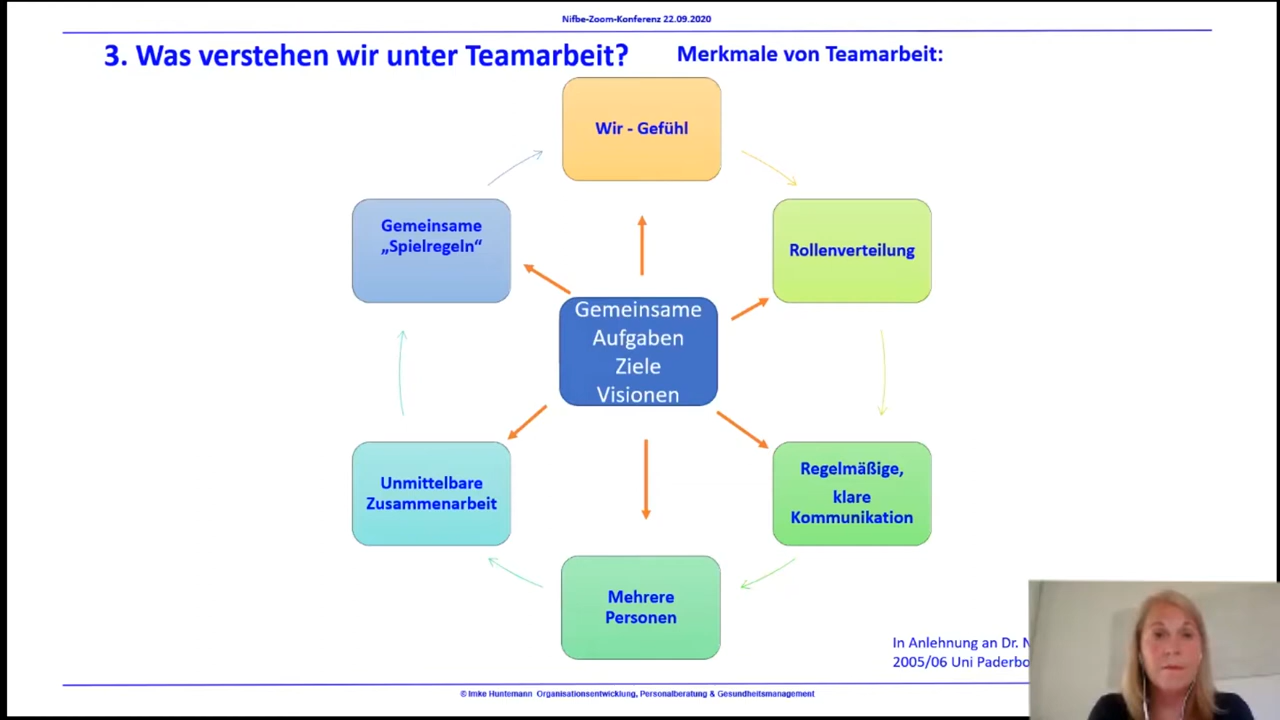 Nifbe-Zoom-Konferenz 22.09.2020
3. Was verstehen wir unter Teamarbeit?
Merkmale von Teamarbeit:
Wir - Gefühl
Gemeinsame
„Spielregeln“
Rollenverteilung
Gemeinsame
Aufgaben
Ziele
Visionen
Unmittelbare
Zusammenarbeit
Regelmäßige,
klare
Kommunikation
Mehrere
Personen
In Anlehnung an Dr.
2005/06 Uni
© Imke Huntemann Organisationsentwicklung, Personalberatung & Gesundheitsmanagement